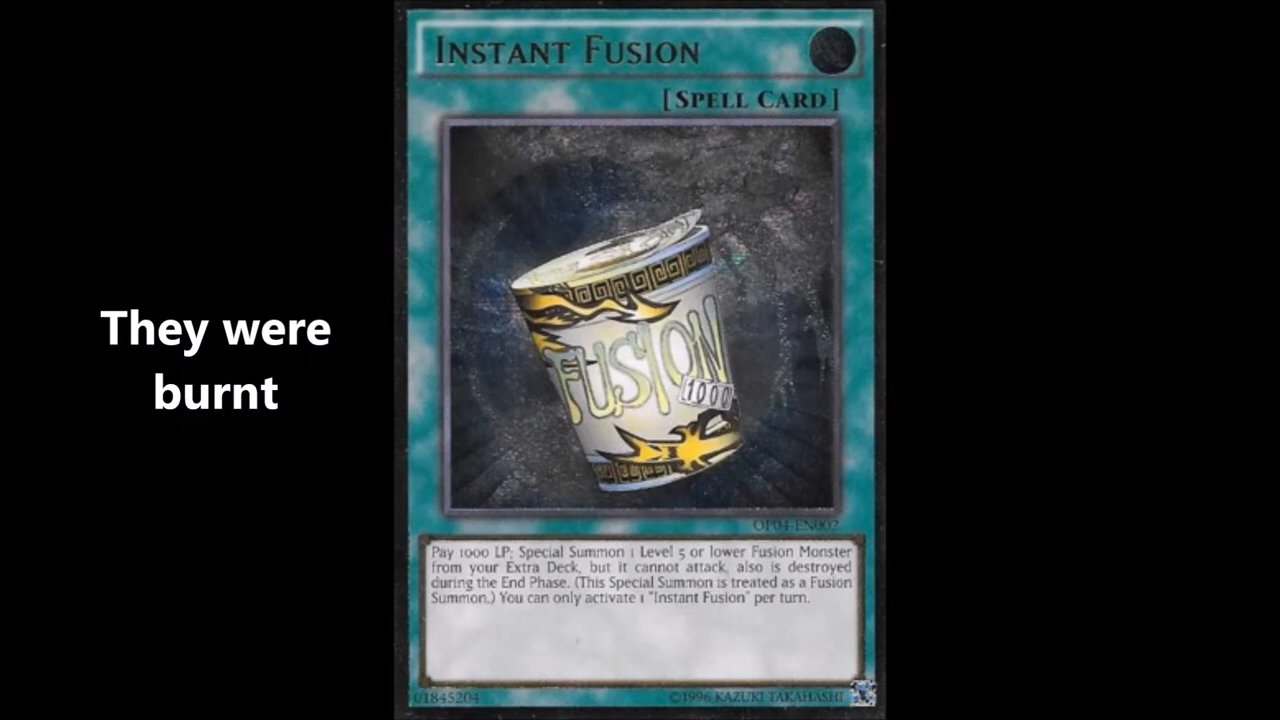 They were
burnt
INSTANT FUSION
[SPELL CARD]
FUSION
1000
OP04-EN002
Pay 1000 LP; Special Summon 1 Level 5 or lower Fusion Monster
from your Extra Deck, but it cannot attack, also is destroyed
during the End Phase. (This Special Summon is treated as a Fusion
Summon.) You can only activate 1 "Instant Fusion" per turn.
01845204
©1996 KAZUKI TAKAHASHI